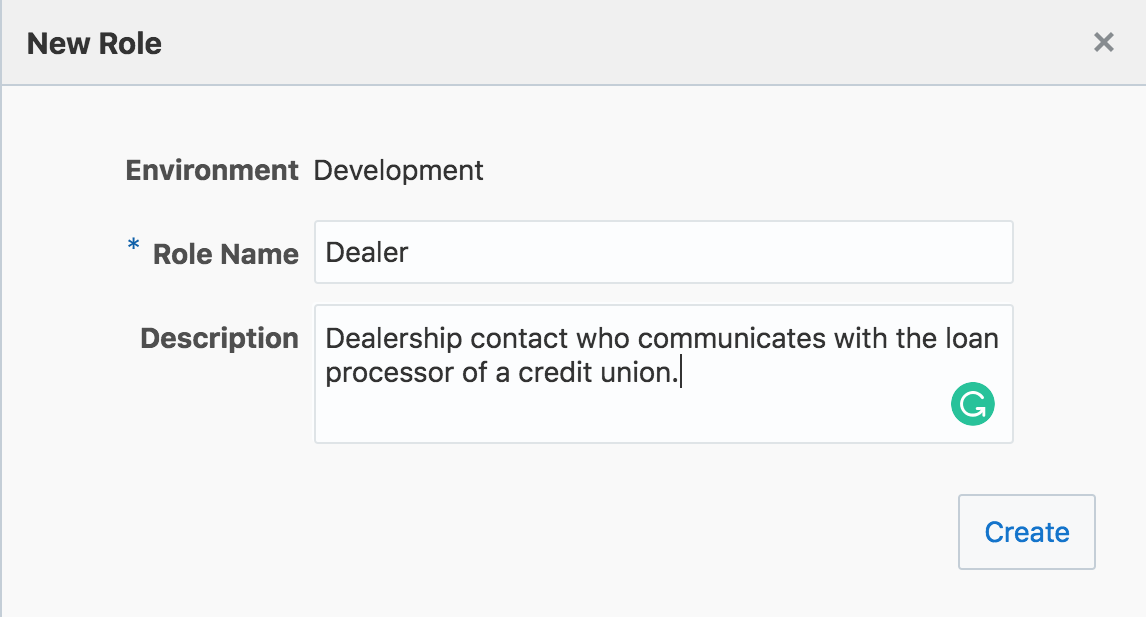 New Role
Environment Development
* Role Name Dealer
Description Dealership contact who communicates with the loan
processor of a credit union.
Create